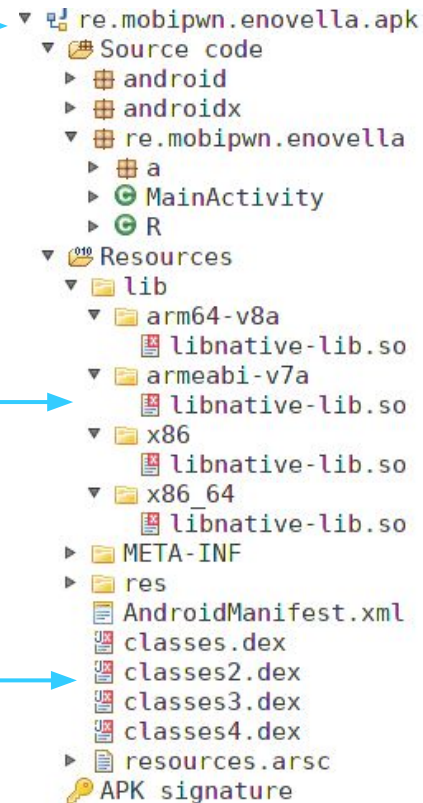 re.mobipwn.enovella.apk
Source code
android
androidx
re.mobipwn.enovella
a
MainActivity
R
Resources
lib
arm64-v8a
libnative-lib.so
armeabi-v7a
libnative-lib.so
x86
libnative-lib.so
x86_64
libnative-lib.so
META-INF
res
AndroidManifest.xml
classes.dex
classes2.dex
classes3.dex
classes4.dex
resources.arsc
APK signature